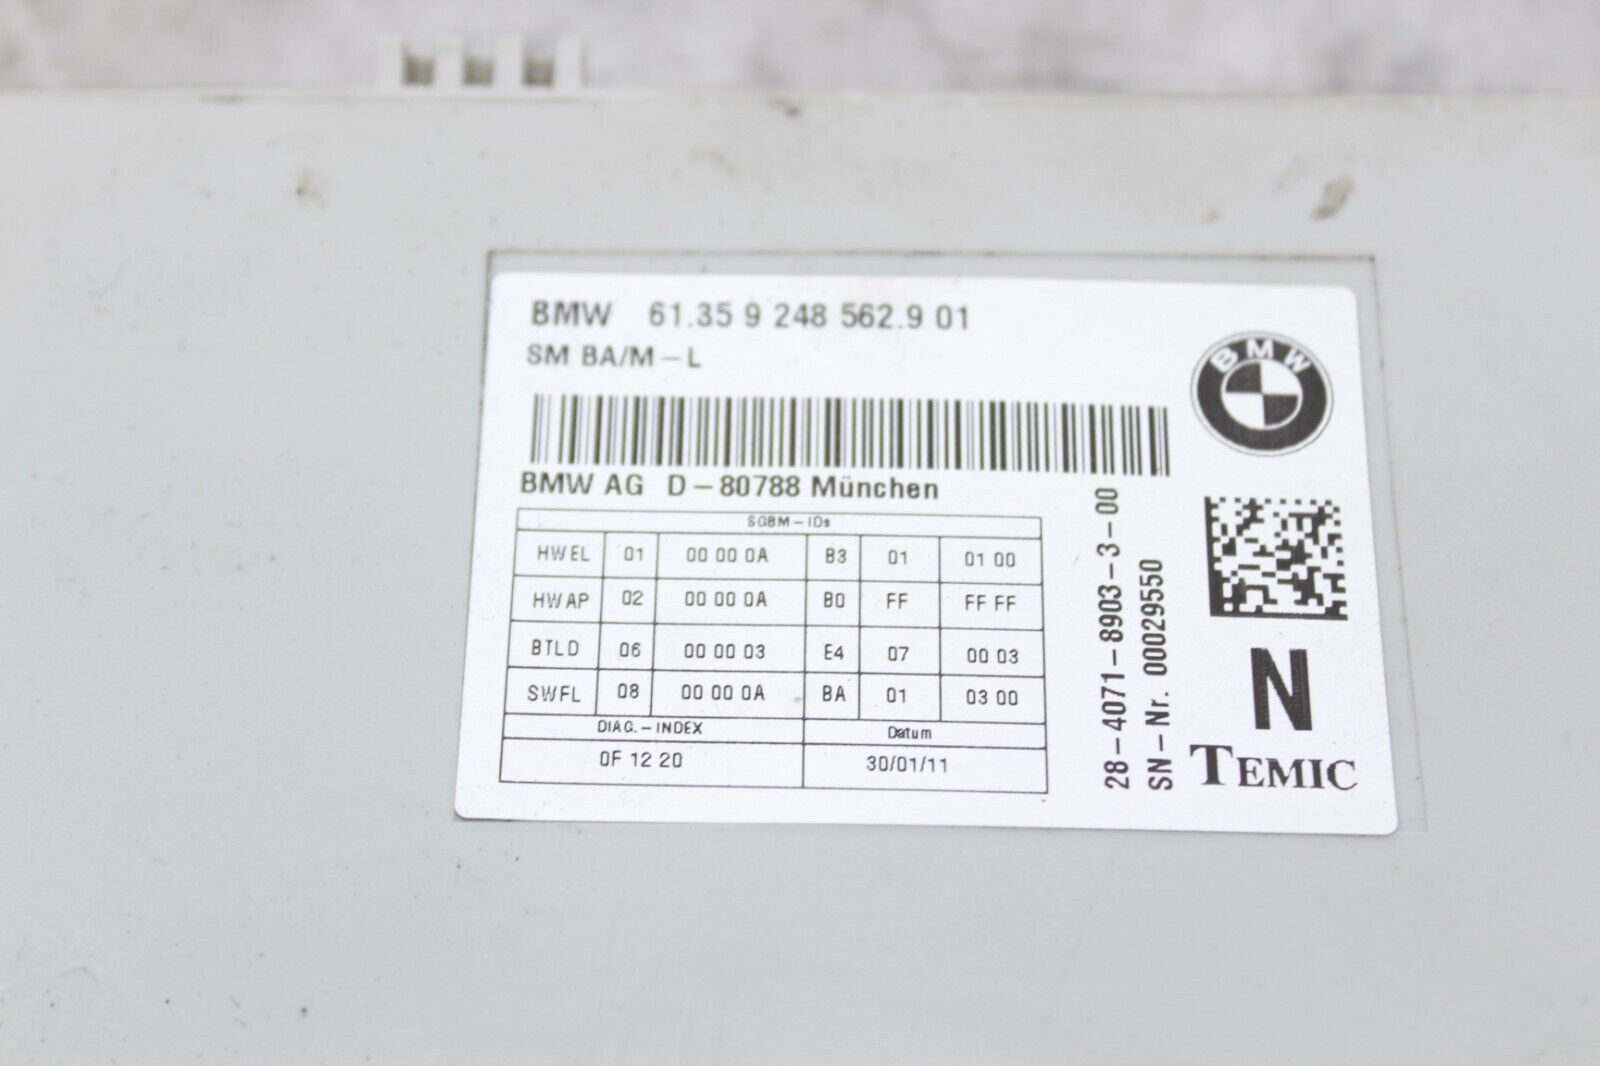 BMW 61.35 9 248 562.9 01
SM BA/M-L
BMW
BMW AG D-80788 München
SGBM-IDs
HWEL 01 00 00 0A B3 01 01 00
HWAP 02 00 00 0A B0 FF FF FF
BTLD 06 00 00 03 E4 07 00 03
SWFL 08 00 00 0A BA 01 03 00
DIAG.-INDEX Datum
0F 12 20 30/01/11
28-4071-8903-3-00
SN-Nr. 00029550
N
TEMIC